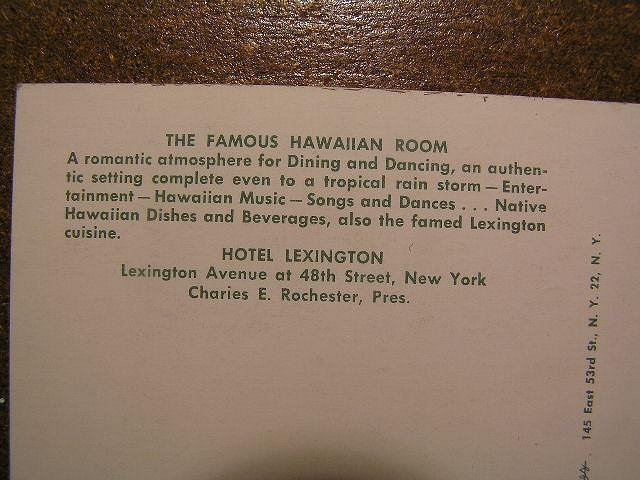 THE FAMOUS HAWAIIAN ROOM
A romantic atmosphere for Dining and Dancing, an authen-
tic setting complete even to a tropical rain storm — Enter-
tainment — Hawaiian Music — Songs and Dances . . . Native
Hawaiian Dishes and Beverages, also the famed Lexington
cuisine.
HOTEL LEXINGTON
Lexington Avenue at 48th Street, New York
Charies E. Rochester, Pres.
145 East 53rd St., N. Y. 22, N. Y.